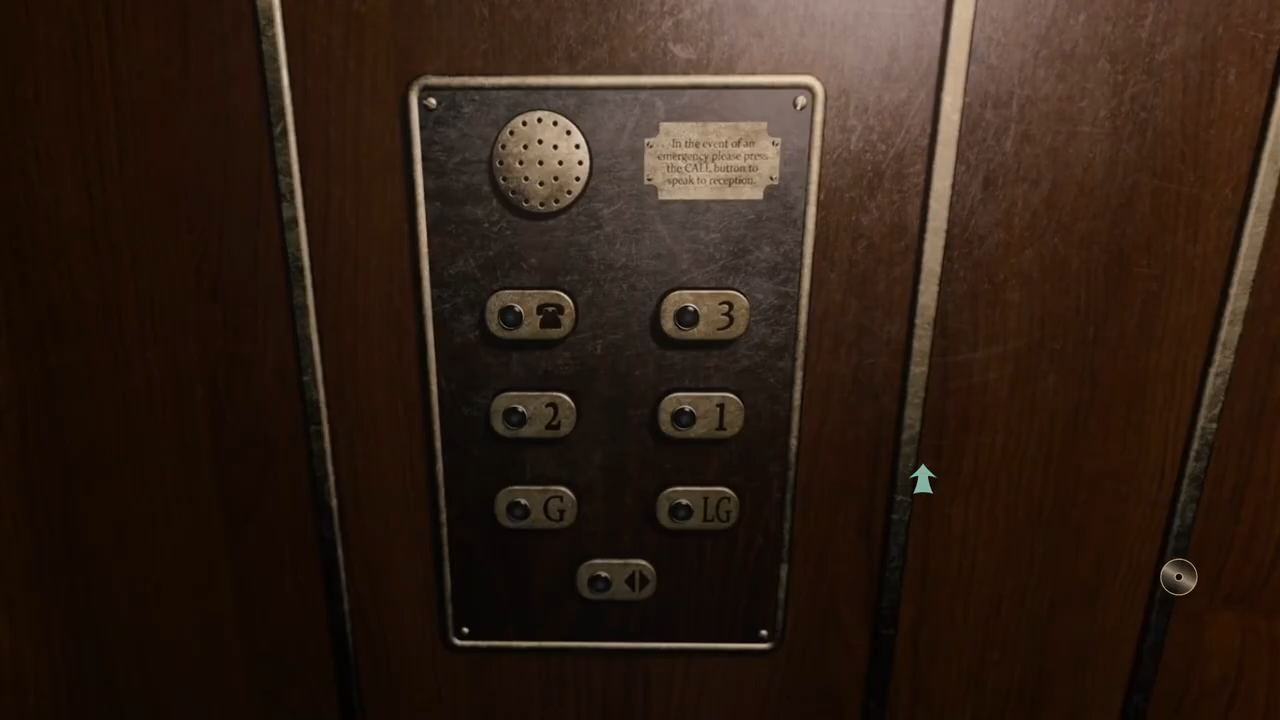 In the event of an
emergency please press
the CALL button to
speak to reception.
3
2
1
G
LG